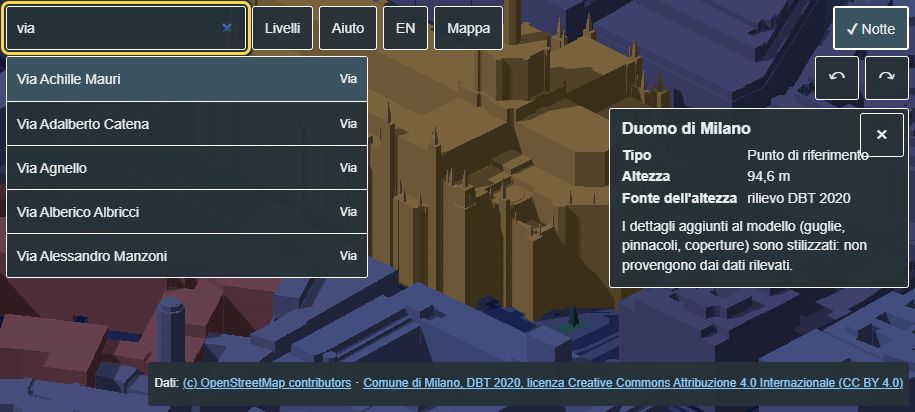 via ×
Livelli
Aiuto
EN
Mappa
✓ Notte
Via Achille Mauri Via
Via Adalberto Catena Via
Via Agnello Via
Via Alberico Albricci Via
Via Alessandro Manzoni Via
Duomo di Milano ×
Tipo Punto di riferimento
Altezza 94,6 m
Fonte dell'altezza rilievo DBT 2020
I dettagli aggiunti al modello (guglie,
pinnacoli, coperture) sono stilizzati: non
provengono dai dati rilevati.
Dati: (c) OpenStreetMap contributors · Comune di Milano, DBT 2020, licenza Creative Commons Attribuzione 4.0 Internazionale (CC BY 4.0)